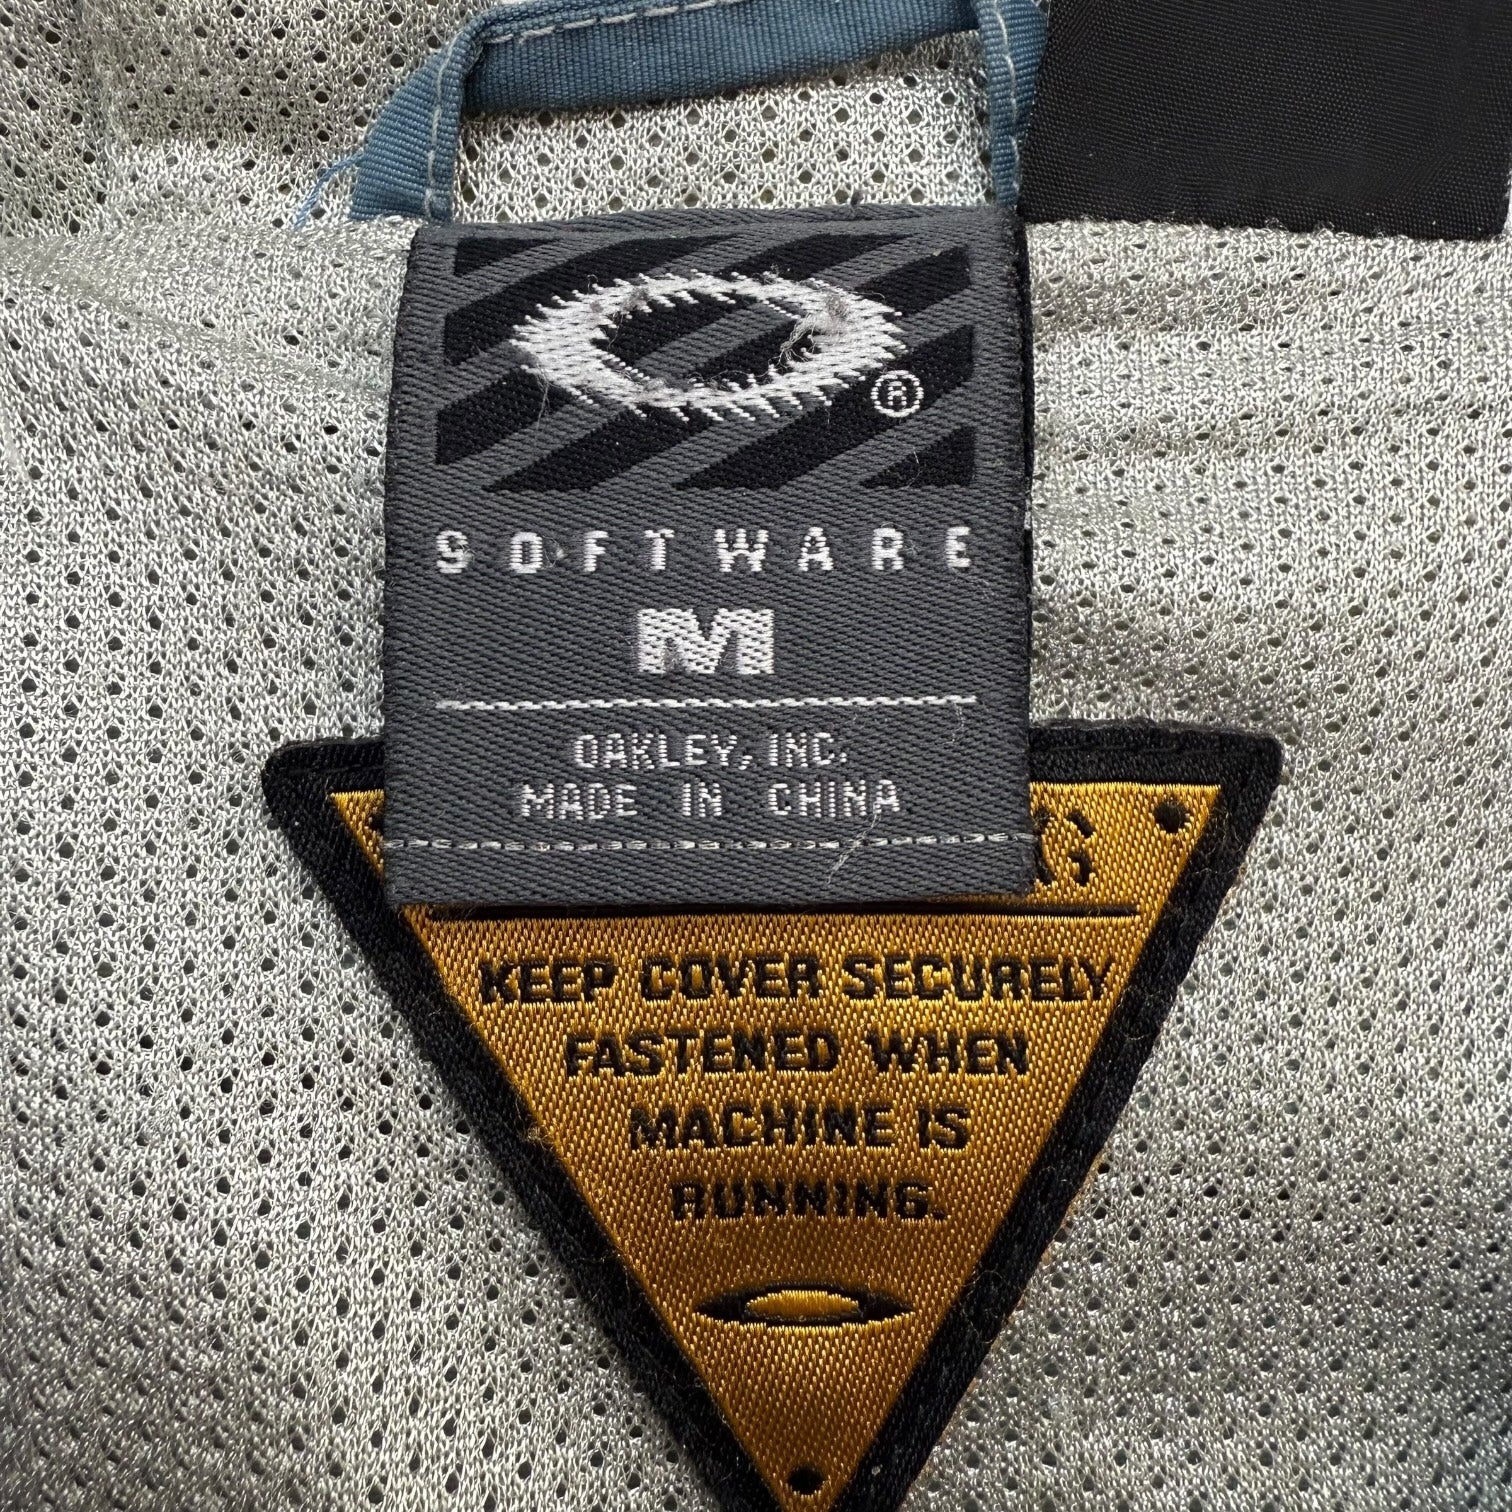 ®
SOFTWARE
M
OAKLEY, INC.
MADE IN CHINA
KEEP COVER SECURELY
FASTENED WHEN
MACHINE IS
RUNNING.